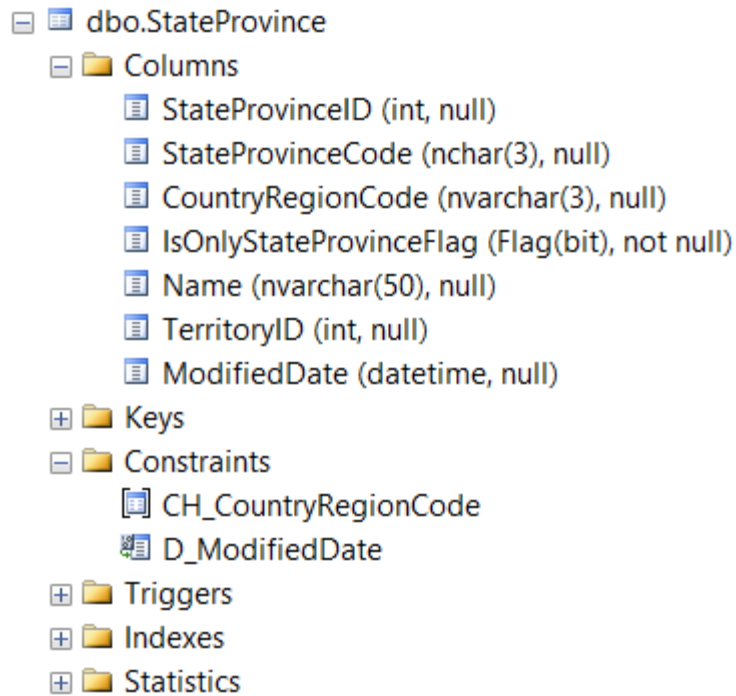 dbo.StateProvince
Columns
StateProvinceID (int, null)
StateProvinceCode (nchar(3), null)
CountryRegionCode (nvarchar(3), null)
IsOnlyStateProvinceFlag (Flag(bit), not null)
Name (nvarchar(50), null)
TerritoryID (int, null)
ModifiedDate (datetime, null)
Keys
Constraints
CH_CountryRegionCode
D_ModifiedDate
Triggers
Indexes
Statistics